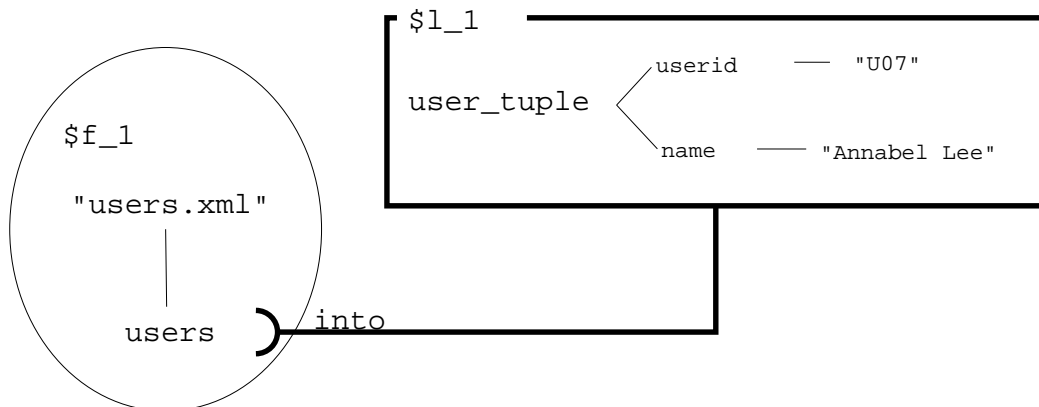 $l_1
userid
"U07"
user_tuple
name
"Annabel Lee"
$f_1
"users.xml"
users
into